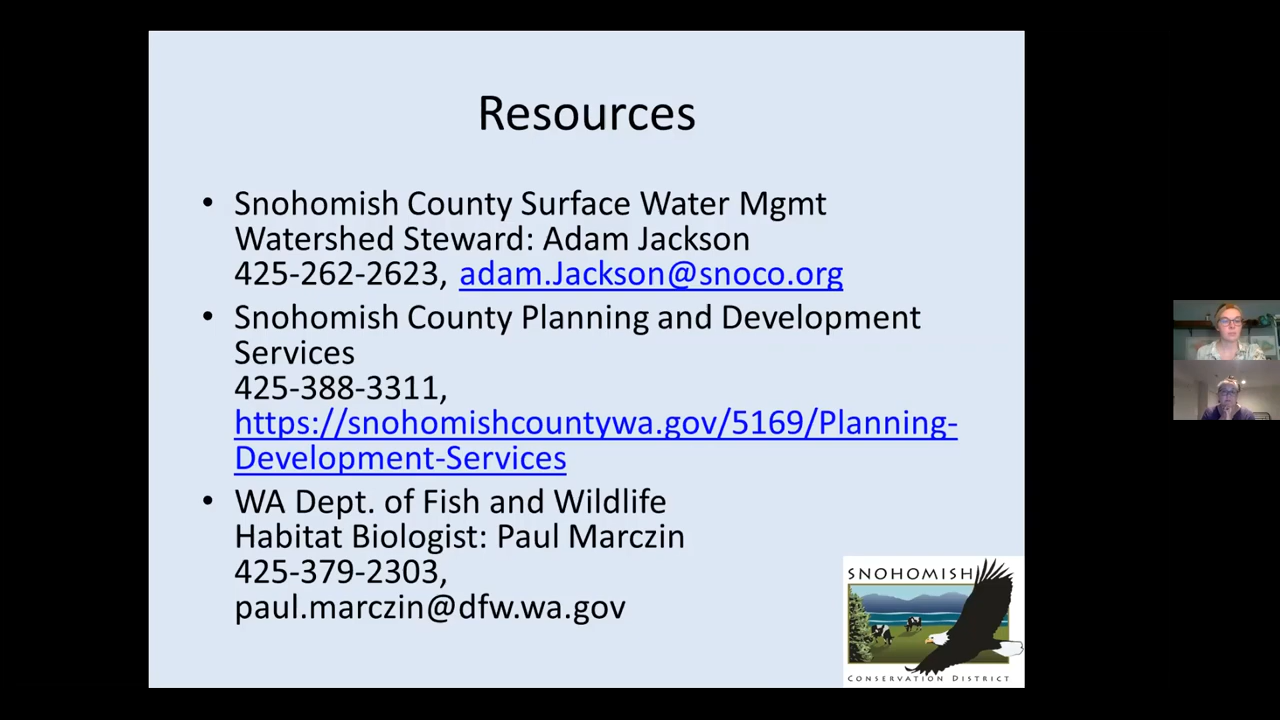 Resources
• Snohomish County Surface Water Mgmt
Watershed Steward: Adam Jackson
425-262-2623, adam.Jackson@snoco.org
• Snohomish County Planning and Development
Services
425-388-3311,
https://snohomishcountywa.gov/5169/Planning-
Development-Services
• WA Dept. of Fish and Wildlife
Habitat Biologist: Paul Marczin
425-379-2303,
paul.marczin@dfw.wa.gov
SNOHOMISH
CONSERVATION DISTRICT